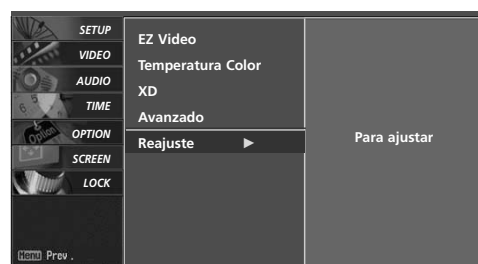 SETUP
VIDEO
AUDIO
TIME
OPTION
SCREEN
LOCK
Menu Prev.
EZ Video
Temperatura Color
XD
Avanzado
Reajuste ▶
Para ajustar